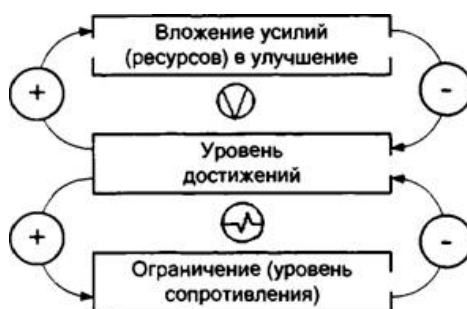 Вложение усилий
(ресурсов) в улучшение
+
-
Уровень
достижений
+
-
Ограничение (уровень
сопротивления)